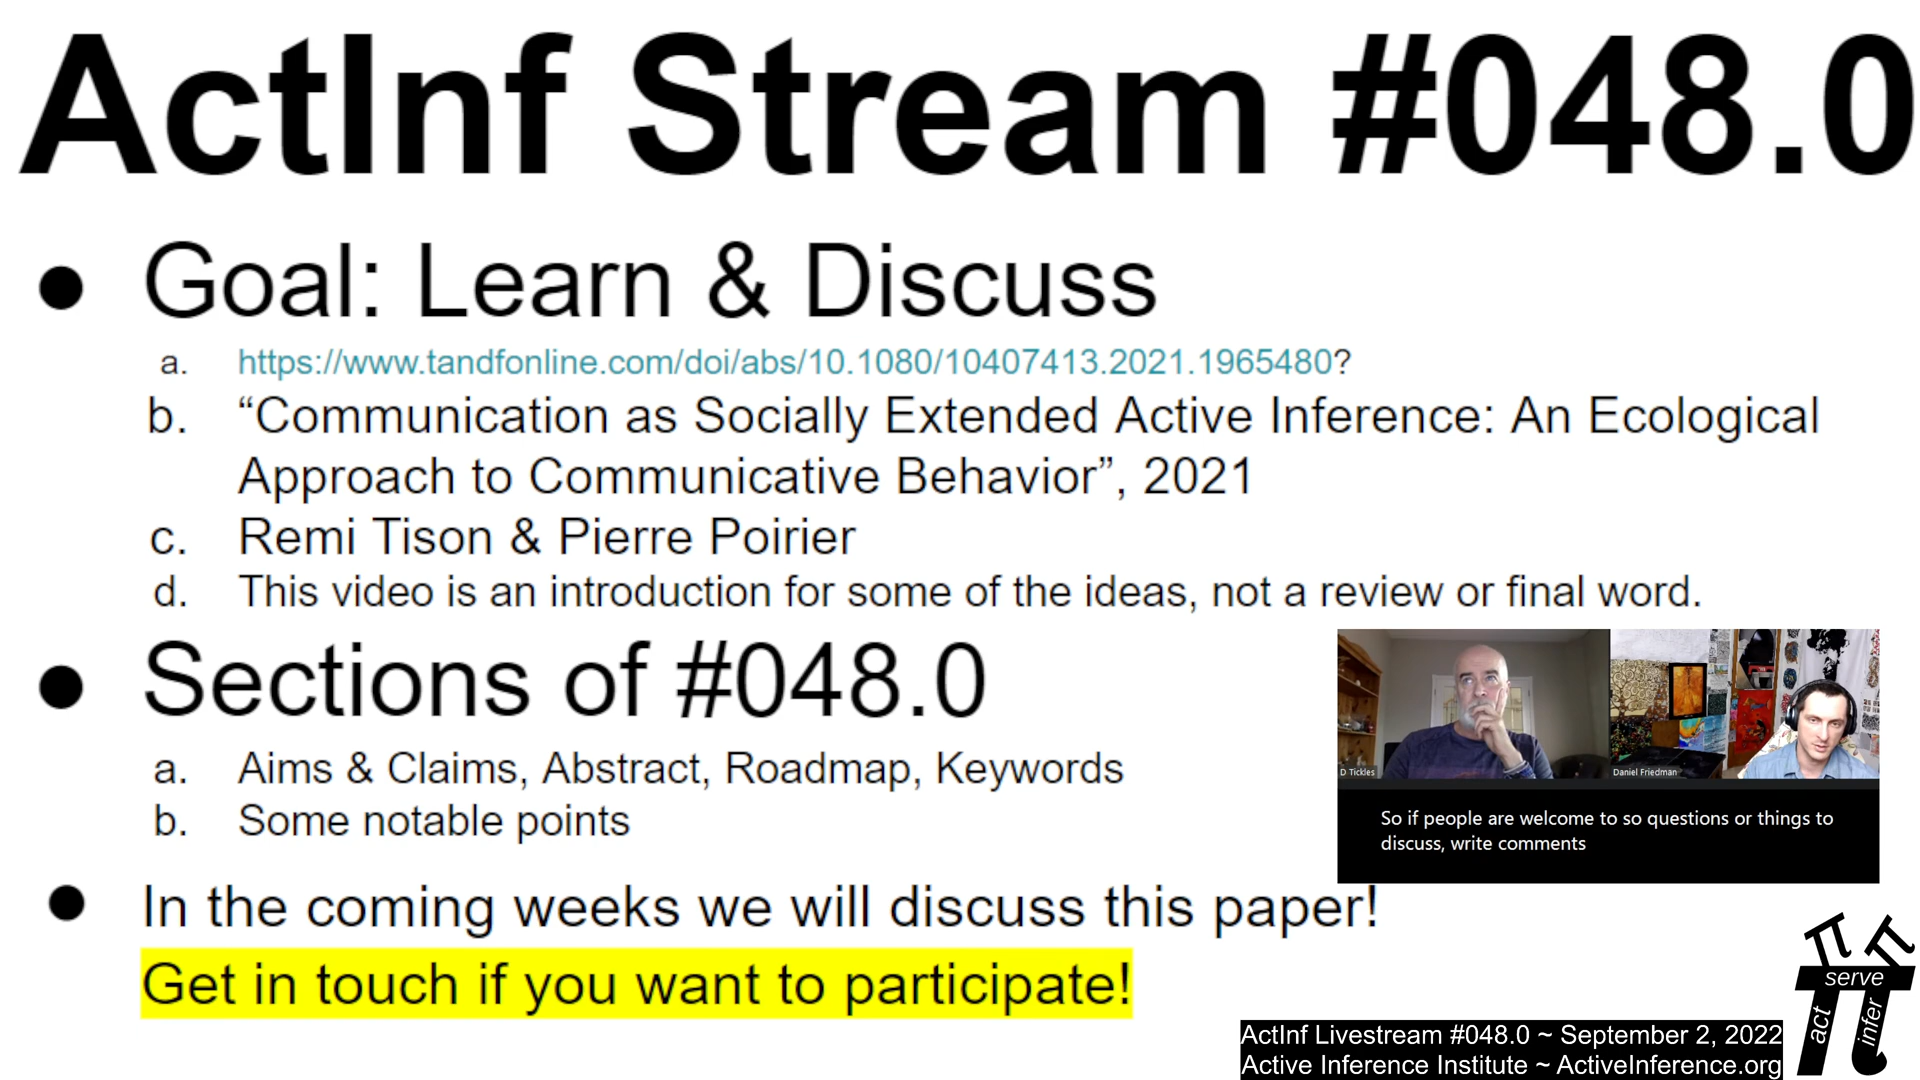 ActInf Stream #048.0
● Goal: Learn & Discuss
a. https://www.tandfonline.com/doi/abs/10.1080/10407413.2021.1965480?
b. “Communication as Socially Extended Active Inference: An Ecological
Approach to Communicative Behavior”, 2021
c. Remi Tison & Pierre Poirier
d. This video is an introduction for some of the ideas, not a review or final word.
● Sections of #048.0
a. Aims & Claims, Abstract, Roadmap, Keywords
b. Some notable points
D Tickles
Daniel Friedman
So if people are welcome to so questions or things to
discuss, write comments
● In the coming weeks we will discuss this paper!
Get in touch if you want to participate!
serve
act
infer
ActInf Livestream #048.0 ~ September 2, 2022
Active Inference Institute ~ ActiveInference.org